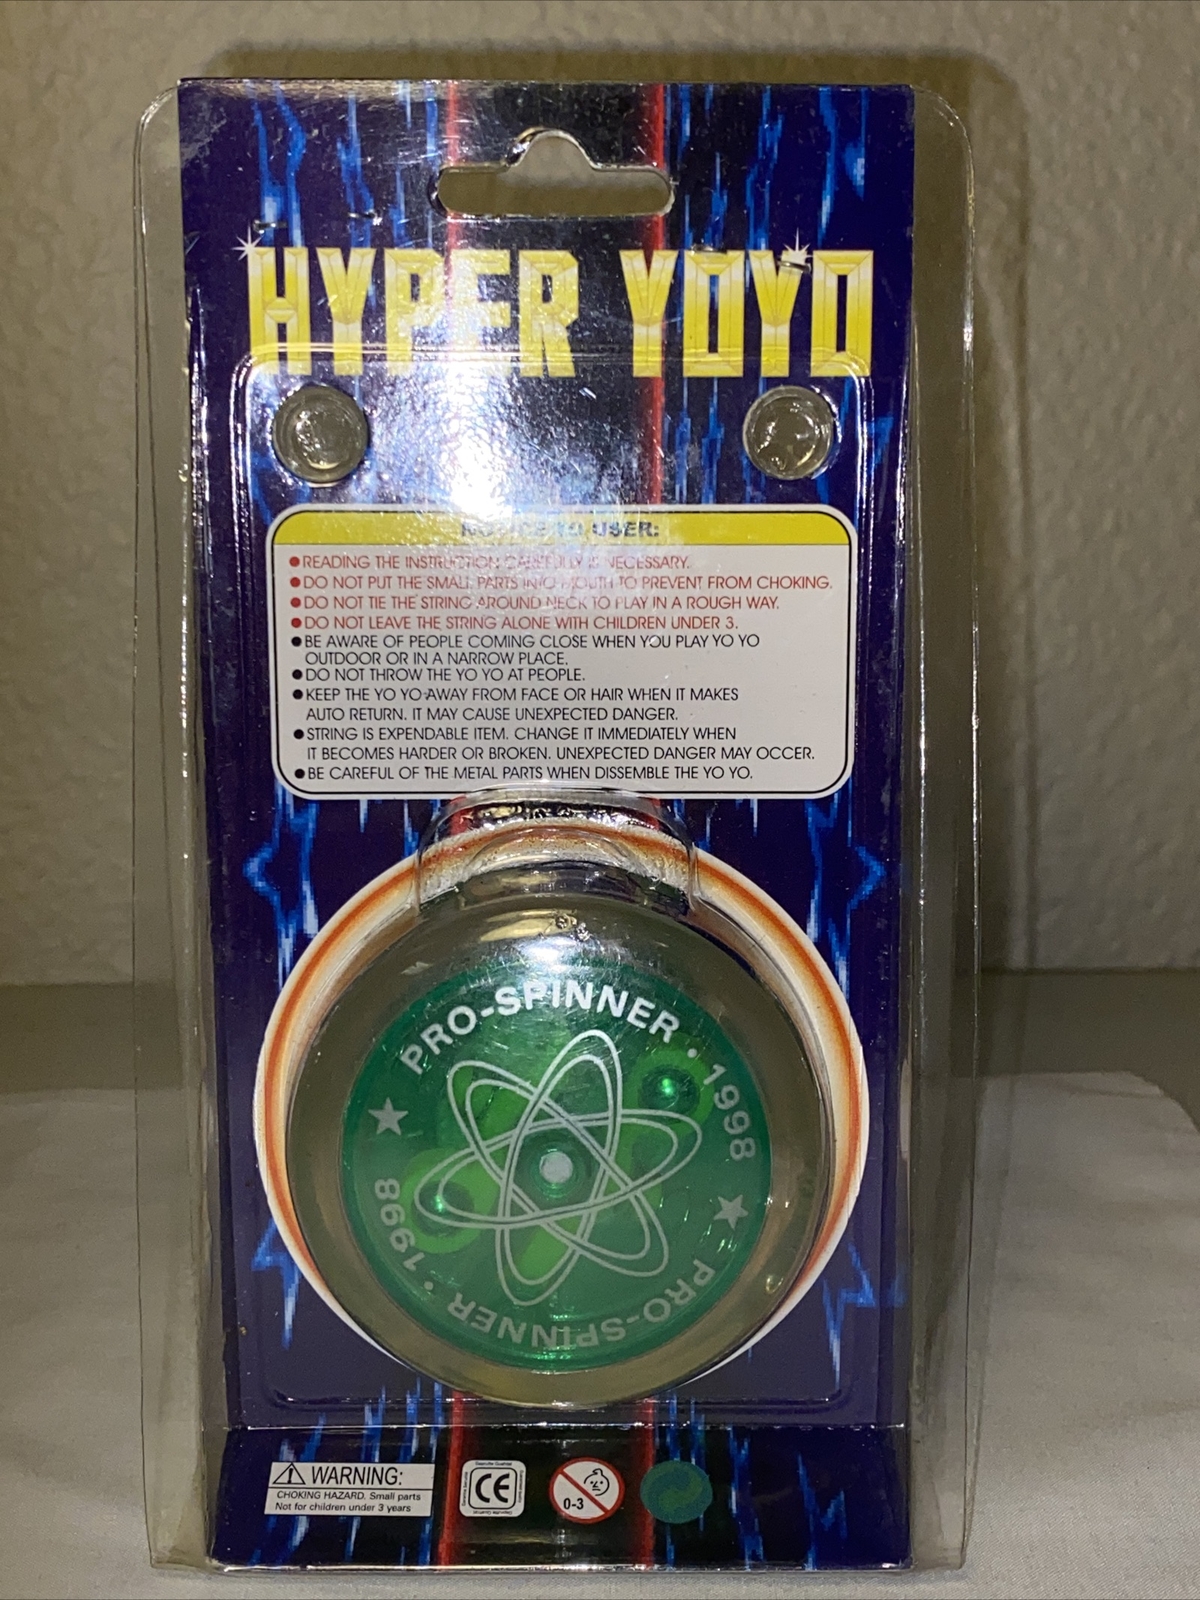 HYPER YOYO
NOTICE TO USER:
● READING THE INSTRUCTION CAREFULLY IS NECESSARY.
● DO NOT PUT THE SMALL PARTS INTO MOUTH TO PREVENT FROM CHOKING.
● DO NOT TIE THE STRING AROUND NECK TO PLAY IN A ROUGH WAY.
● DO NOT LEAVE THE STRING ALONE WITH CHILDREN UNDER 3.
● BE AWARE OF PEOPLE COMING CLOSE WHEN YOU PLAY YO YO
OUTDOOR OR IN A NARROW PLACE.
● DO NOT THROW THE YO YO AT PEOPLE.
● KEEP THE YO YO AWAY FROM FACE OR HAIR WHEN IT MAKES
AUTO RETURN. IT MAY CAUSE UNEXPECTED DANGER.
● STRING IS EXPENDABLE ITEM. CHANGE IT IMMEDIATELY WHEN
IT BECOMES HARDER OR BROKEN. UNEXPECTED DANGER MAY OCCER.
● BE CAREFUL OF THE METAL PARTS WHEN DISSEMBLE THE YO YO.
PRO-SPINNER • 1998
PRO-SPINNER • 1998
WARNING:
CHOKING HAZARD. Small parts
Not for children under 3 years
CE
0-3